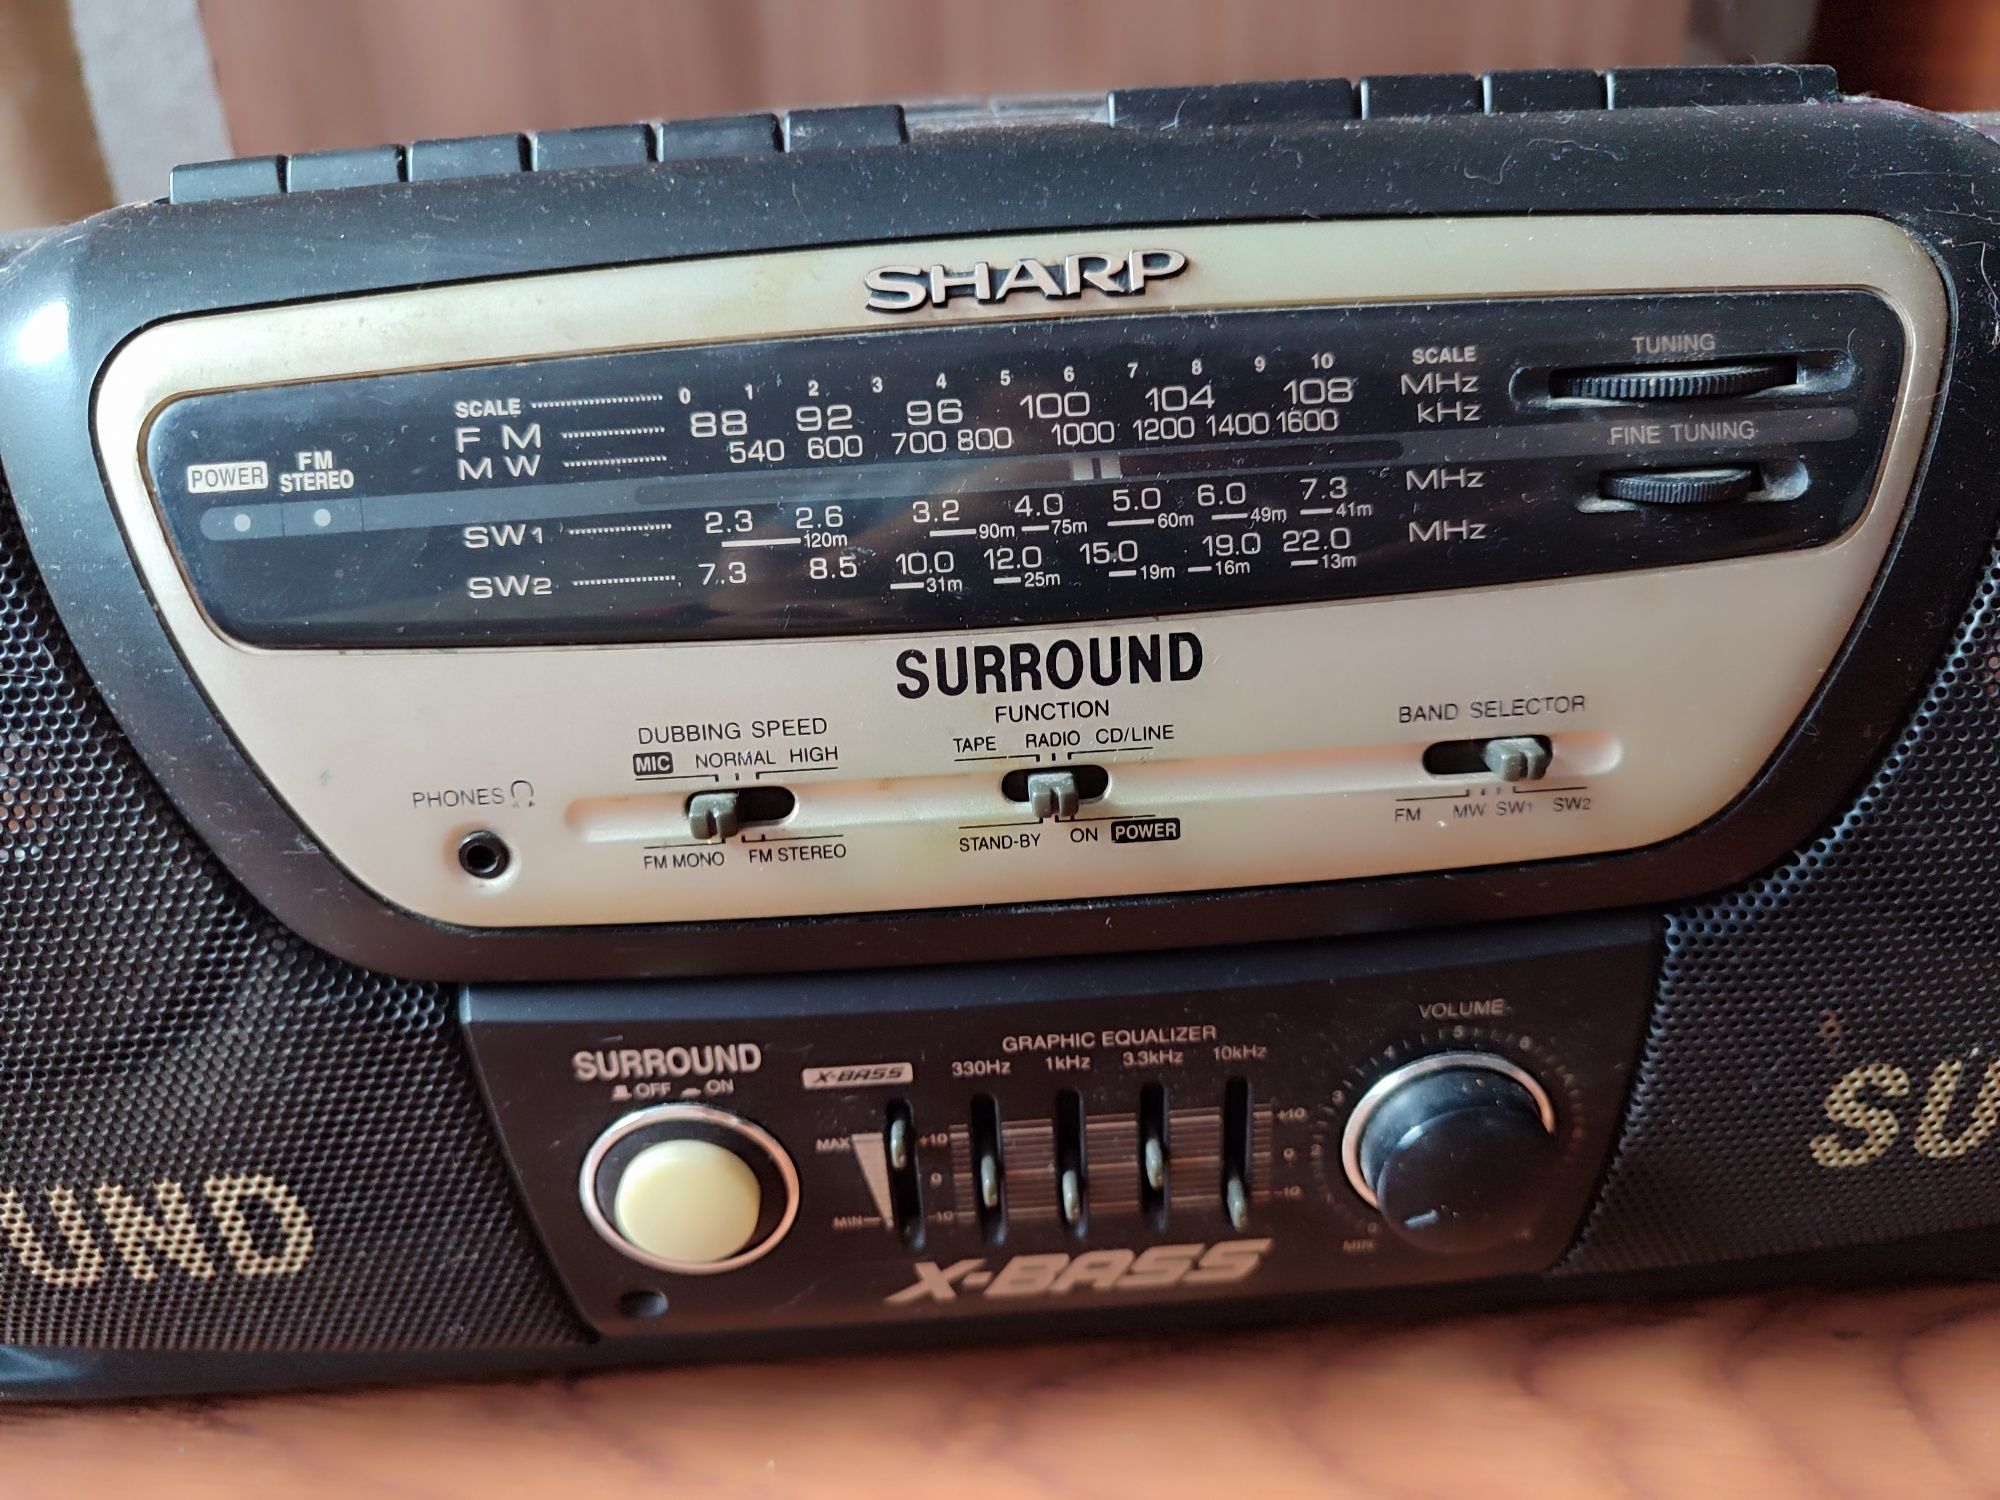 SHARP
TUNING
SCALE 0 1 2 3 4 5 6 7 8 9 10 SCALE
FM 88 92 96 100 104 108 MHz
MW 540 600 700 800 1000 1200 1400 1600 kHz
FINE TUNING
POWER FM STEREO
SW1 2.3 2.6 3.2 4.0 5.0 6.0 7.3 MHz
120m 90m 75m 60m 49m 41m
SW2 7.3 8.5 10.0 12.0 15.0 19.0 22.0 MHz
31m 25m 19m 16m 13m
SURROUND
DUBBING SPEED
MIC NORMAL HIGH
FM MONO FM STEREO
FUNCTION
TAPE RADIO CD/LINE
STAND-BY ON POWER
BAND SELECTOR
FM MW SW1 SW2
PHONES
SURROUND
OFF ON
X-BASS
MAX
MIN
GRAPHIC EQUALIZER
330Hz 1kHz 3.3kHz 10kHz
+10 +10
0 0
-10 -10
X-BASS
VOLUME
2 3 4 5 6
0
MIN
UND
SU